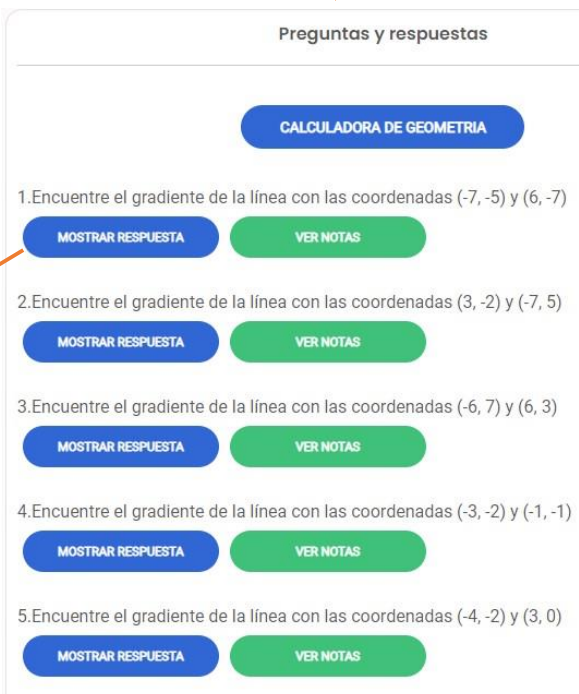 Preguntas y respuestas
CALCULADORA DE GEOMETRIA
1.Encuentre el gradiente de la línea con las coordenadas (-7, -5) y (6, -7)
MOSTRAR RESPUESTA VER NOTAS
2.Encuentre el gradiente de la línea con las coordenadas (3, -2) y (-7, 5)
MOSTRAR RESPUESTA VER NOTAS
3.Encuentre el gradiente de la línea con las coordenadas (-6, 7) y (6, 3)
MOSTRAR RESPUESTA VER NOTAS
4.Encuentre el gradiente de la línea con las coordenadas (-3, -2) y (-1, -1)
MOSTRAR RESPUESTA VER NOTAS
5.Encuentre el gradiente de la línea con las coordenadas (-4, -2) y (3, 0)
MOSTRAR RESPUESTA VER NOTAS